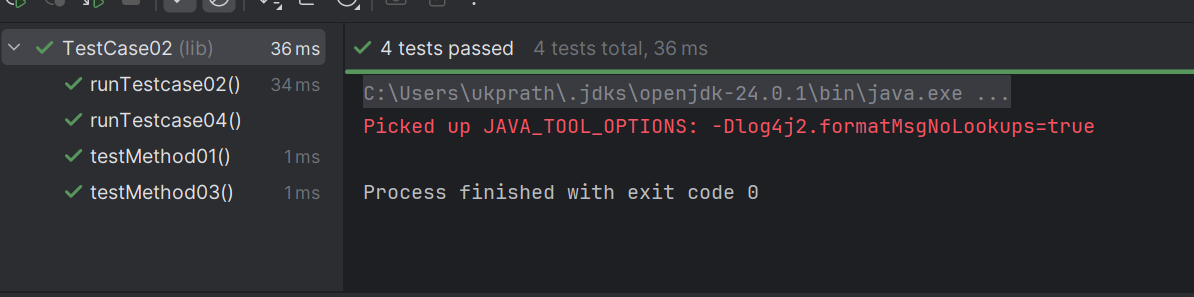 TestCase02 (lib) 36 ms
runTestcase02() 34 ms
runTestcase04()
testMethod01() 1 ms
testMethod03() 1 ms
4 tests passed 4 tests total, 36 ms
C:\Users\ukprath\.jdks\openjdk-24.0.1\bin\java.exe ...
Picked up JAVA_TOOL_OPTIONS: -Dlog4j2.formatMsgNoLookups=true
Process finished with exit code 0